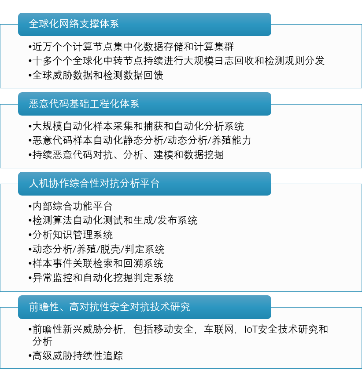 全球化网络支撑体系
•近万个个计算节点集中化数据存储和计算集群
•十多个个全球化中转节点持续进行大规模日志回收和检测规则分发
•全球威胁数据和检测数据回馈
恶意代码基础工程化体系
•大规模自动化样本采集和捕获和自动化分析系统
•恶意代码样本自动化静态分析/动态分析/养殖能力
•持续恶意代码对抗、分析、建模和数据挖掘
人机协作综合性对抗分析平台
•内部综合功能平台
•检测算法自动化测试和生成/发布系统
•分析知识管理系统
•动态分析/养殖/脱壳/判定系统
•样本事件关联检索和回溯系统
•异常监控和自动化挖掘判定系统
前瞻性、高对抗性安全对抗技术研究
•前瞻性新兴威胁分析，包括移动安全，车联网，IoT安全技术研究和
分析
•高级威胁持续性追踪